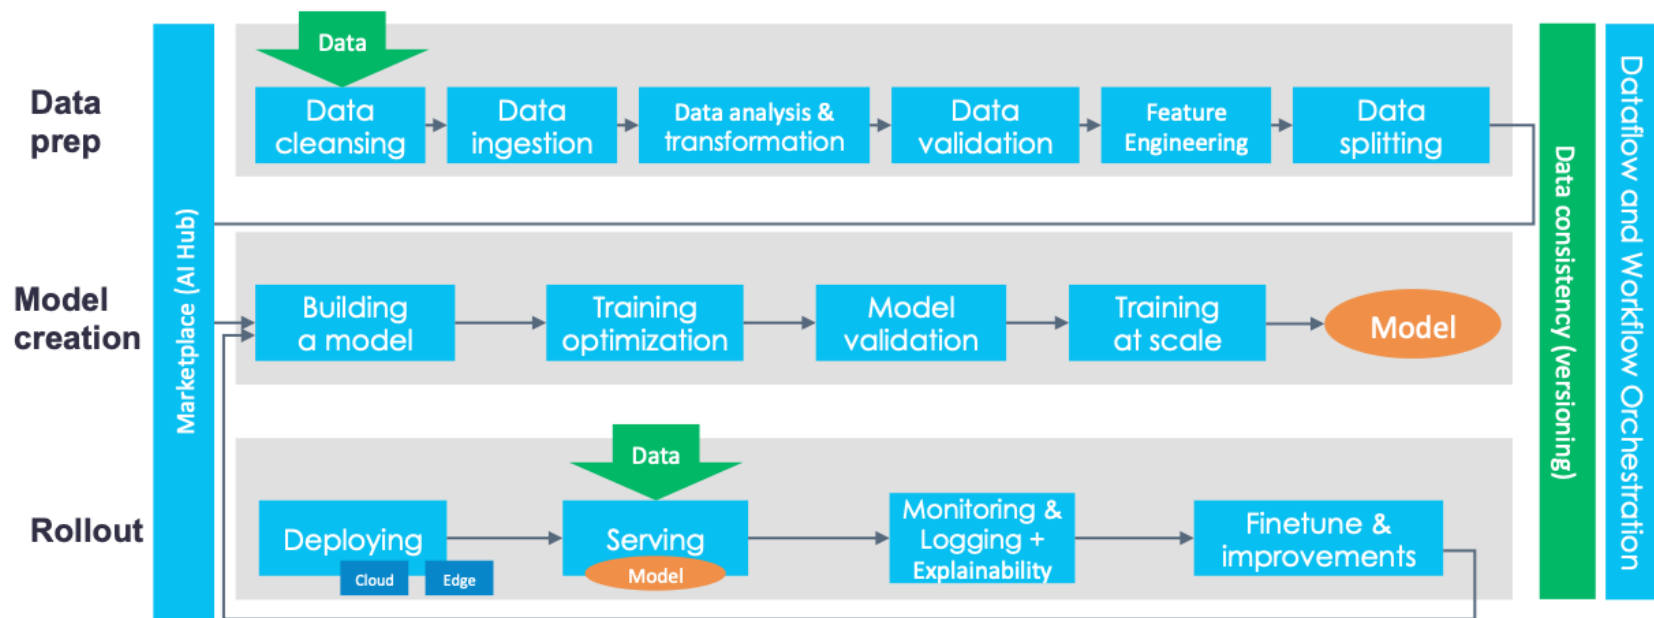 Data
prep
Data
Data
cleansing
Data
ingestion
Data analysis &
transformation
Data
validation
Feature
Engineering
Data
splitting
Marketplace (AI Hub)
Model
creation
Building
a model
Training
optimization
Model
validation
Training
at scale
Model
Rollout
Data
Deploying
Cloud
Edge
Serving
Model
Monitoring &
Logging +
Explainability
Finetune &
improvements
Data consistency (versioning)
Dataflow and Workflow Orchestration